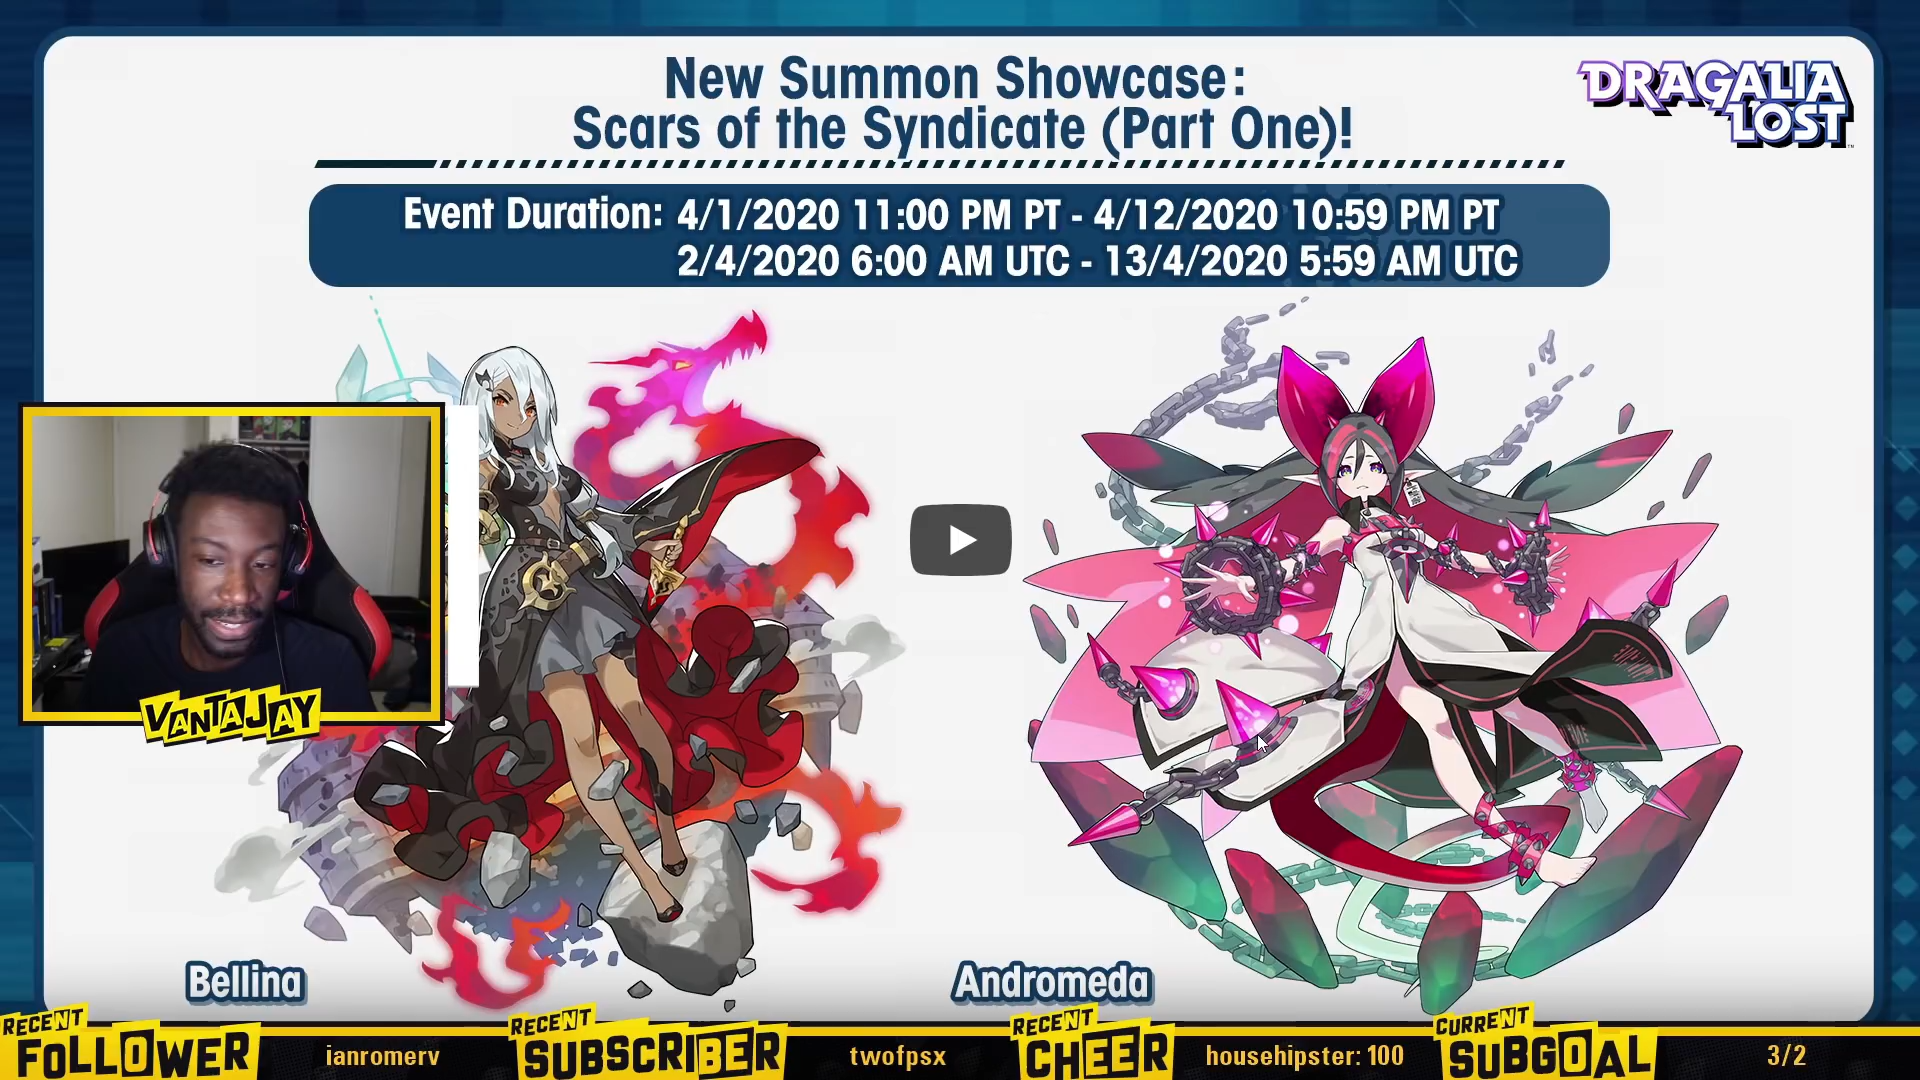 New Summon Showcase:
Scars of the Syndicate (Part One)!
DRAGALIA
LOST
Event Duration: 4/1/2020 11:00 PM PT - 4/12/2020 10:59 PM PT
2/4/2020 6:00 AM UTC - 13/4/2020 5:59 AM UTC
VANTAJAY
Bellina
Andromeda
RECENT
FOLLOWER
ianromerv
RECENT
SUBSCRIBER
twofpsx
RECENT
CHEER
househipster: 100
CURRENT
SUBGOAL
3/2